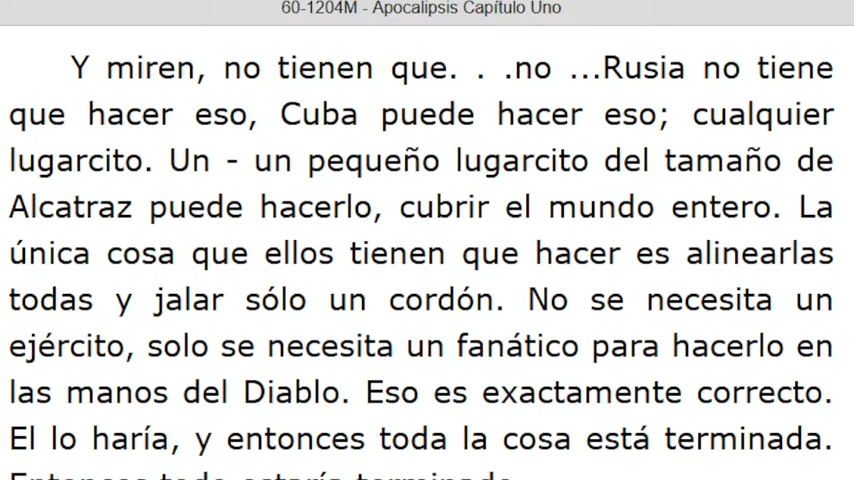 60-1204M - Apocalipsis Capítulo Uno
Y miren, no tienen que. . .no ...Rusia no tiene
que hacer eso, Cuba puede hacer eso; cualquier
lugarcito. Un - un pequeño lugarcito del tamaño de
Alcatraz puede hacerlo, cubrir el mundo entero. La
única cosa que ellos tienen que hacer es alinearlas
todas y jalar sólo un cordón. No se necesita un
ejército, solo se necesita un fanático para hacerlo en
las manos del Diablo. Eso es exactamente correcto.
El lo haría, y entonces toda la cosa está terminada.
Entonces todo estaría terminado.